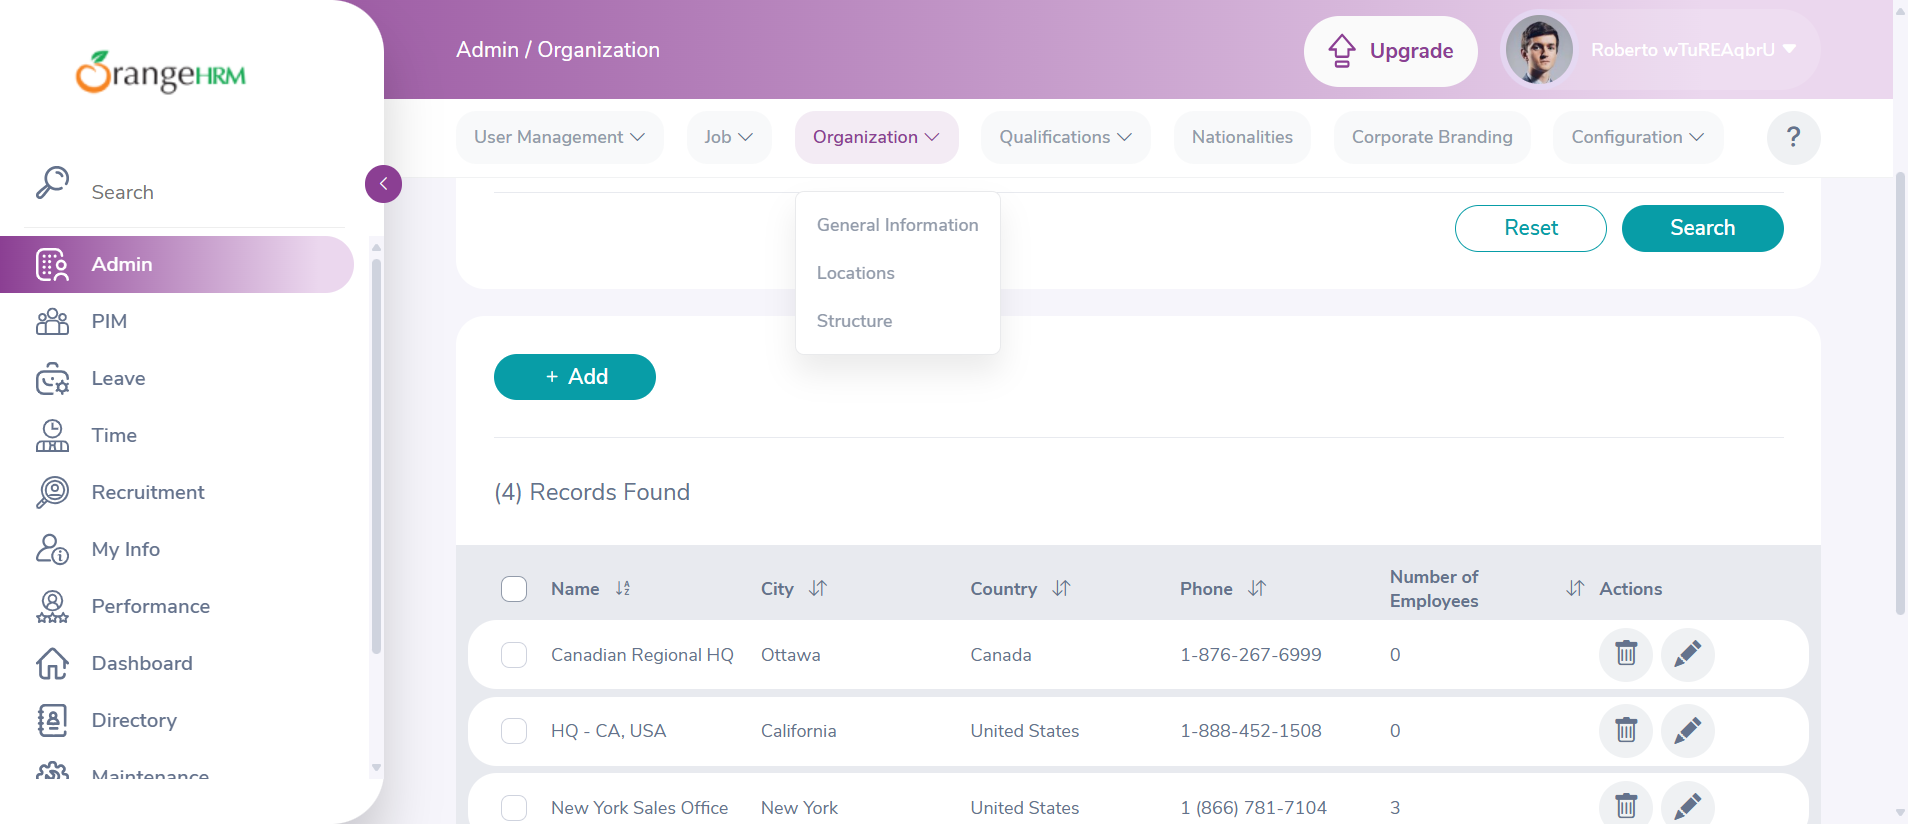 OrangeHRM
Admin / Organization
Upgrade
Roberto wTuREAqbrU
User Management
Job
Organization
Qualifications
Nationalities
Corporate Branding
Configuration
?
Search
Admin
PIM
Leave
Time
Recruitment
My Info
Performance
Dashboard
Directory
Maintenance
General Information
Locations
Structure
Reset
Search
+ Add
(4) Records Found
Name
City
Country
Phone
Number of
Employees
Actions
Canadian Regional HQ Ottawa Canada 1-876-267-6999 0
HQ - CA, USA California United States 1-888-452-1508 0
New York Sales Office New York United States 1 (866) 781-7104 3